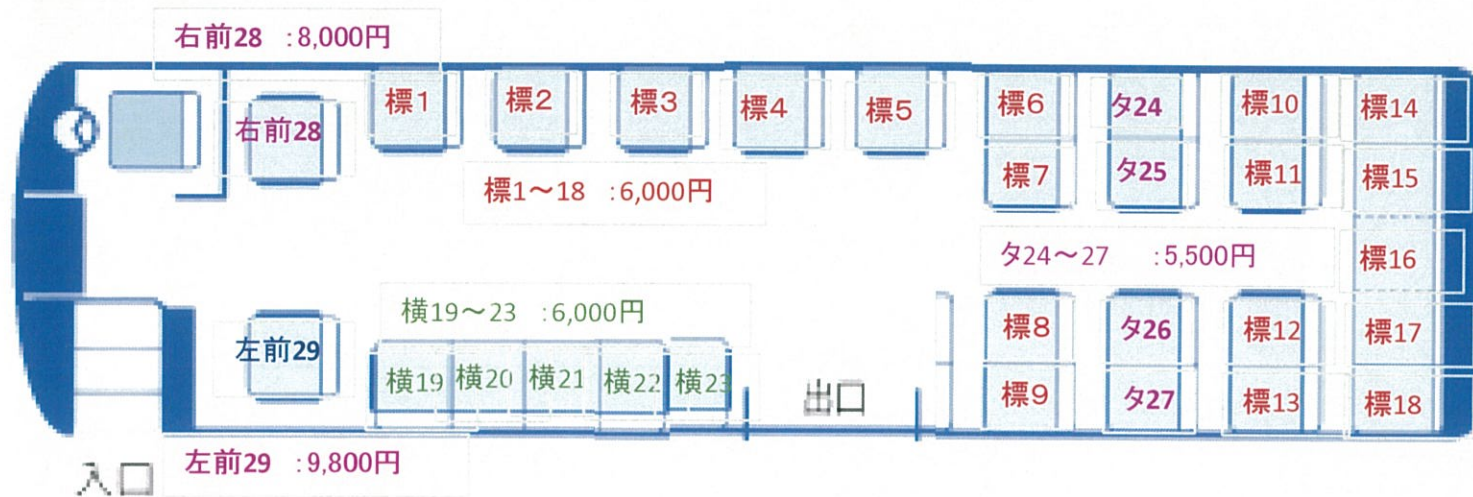 右前28 :8,000円
右前28
標1
標2
標3
標4
標5
標6
タ24
標10
標14
標7
タ25
標11
標15
標1~18 :6,000円
タ24~27 :5,500円
標16
横19~23 :6,000円
左前29
横19
横20
横21
横22
横23
標8
タ26
標12
標17
出口
標9
タ27
標13
標18
左前29 :9,800円
入口